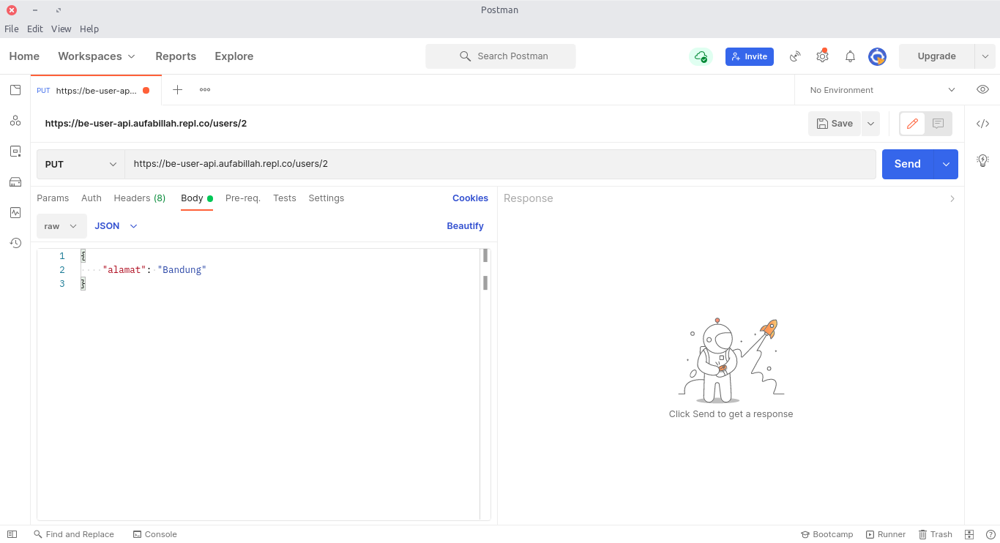 Postman
File Edit View Help
Home Workspaces Reports Explore Search Postman Invite Upgrade
PUT https://be-user-ap... No Environment
https://be-user-api.aufabillah.repl.co/users/2 Save
PUT https://be-user-api.aufabillah.repl.co/users/2 Send
Params Auth Headers (8) Body Pre-req. Tests Settings Cookies Response
raw JSON Beautify
1 {
2 "alamat": "Bandung"
3 }
Click Send to get a response
Find and Replace Console Bootcamp Runner Trash